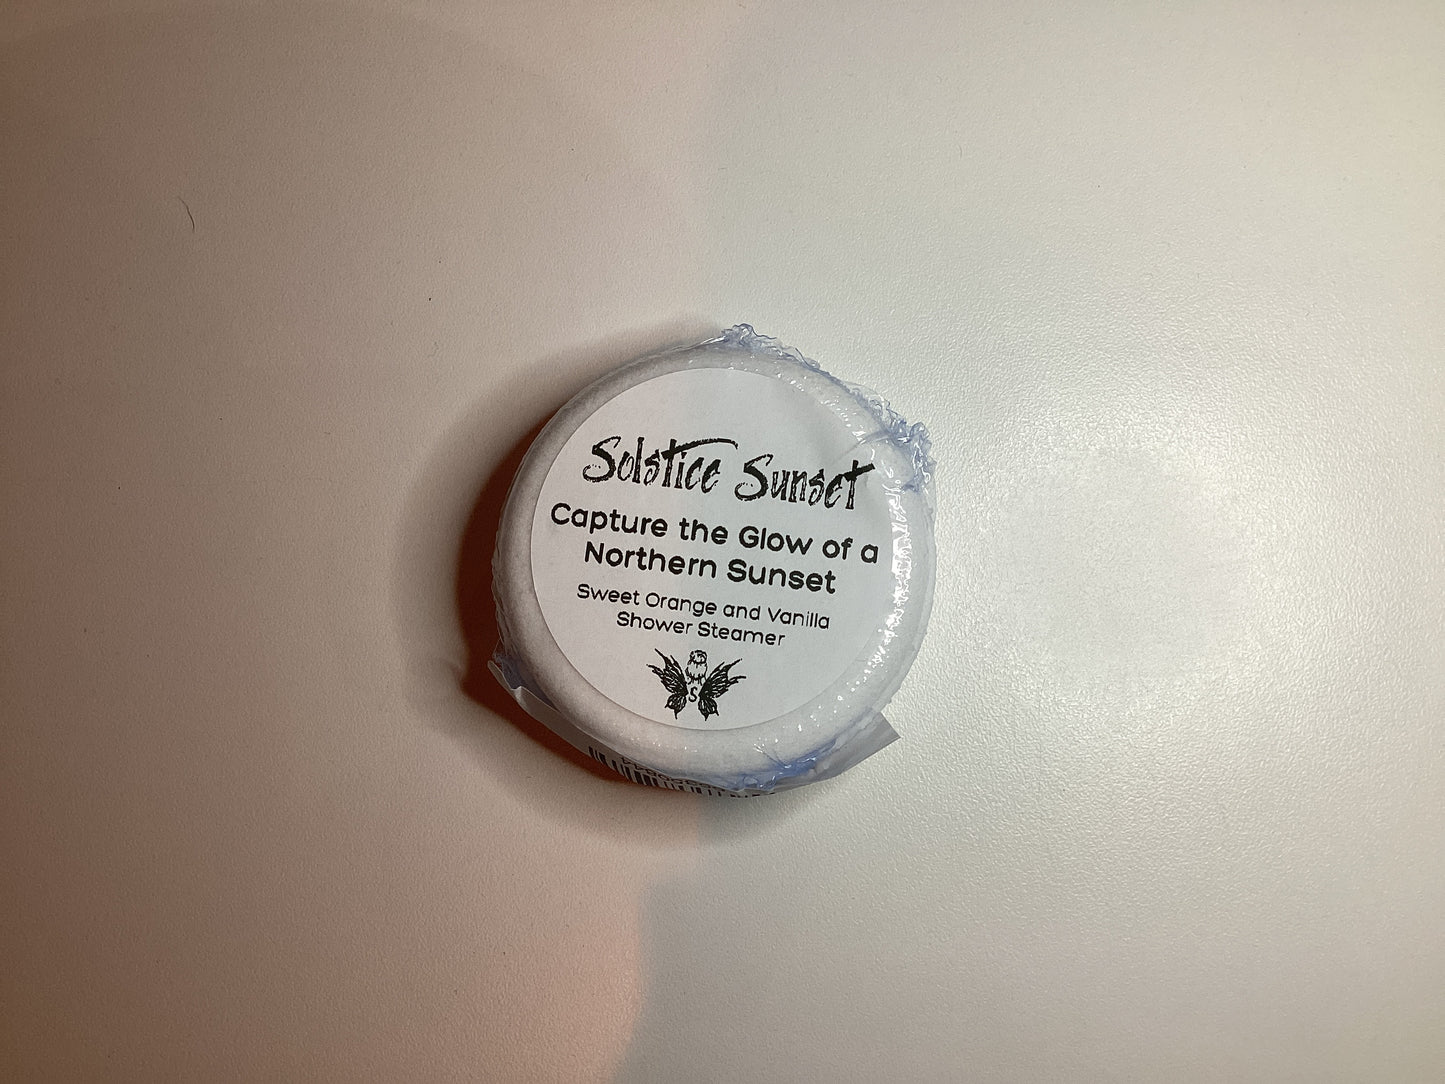 Solstice Sunset
Capture the Glow of a
Northern Sunset
Sweet Orange and Vanilla
Shower Steamer
S